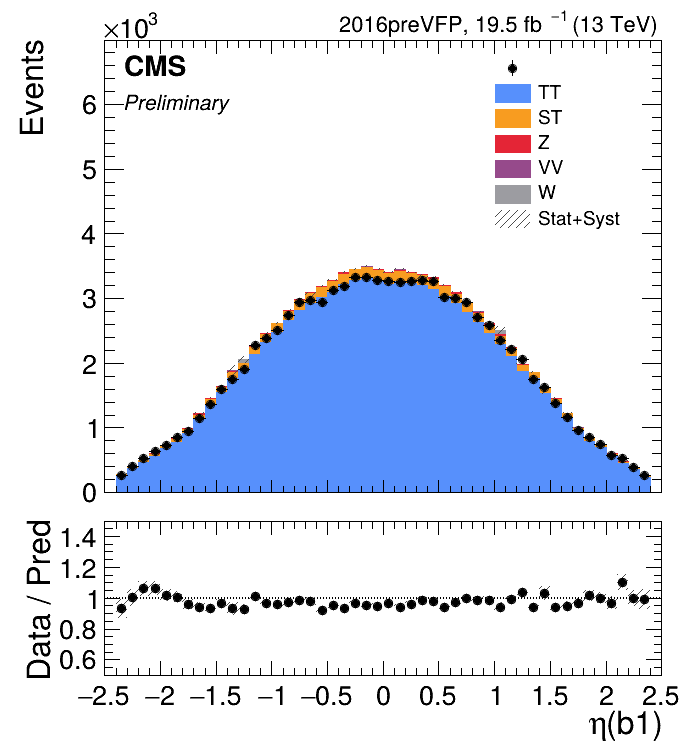 ×10³ 2016preVFP, 19.5 fb⁻¹ (13 TeV)
CMS
Preliminary
TT
ST
Z
VV
W
Stat+Syst
Events
6
5
4
3
2
1
0
Data / Pred
1.4
1.2
1
0.8
0.6
−2.5 −2 −1.5 −1 −0.5 0 0.5 1 1.5 2 2.5
η(b1)